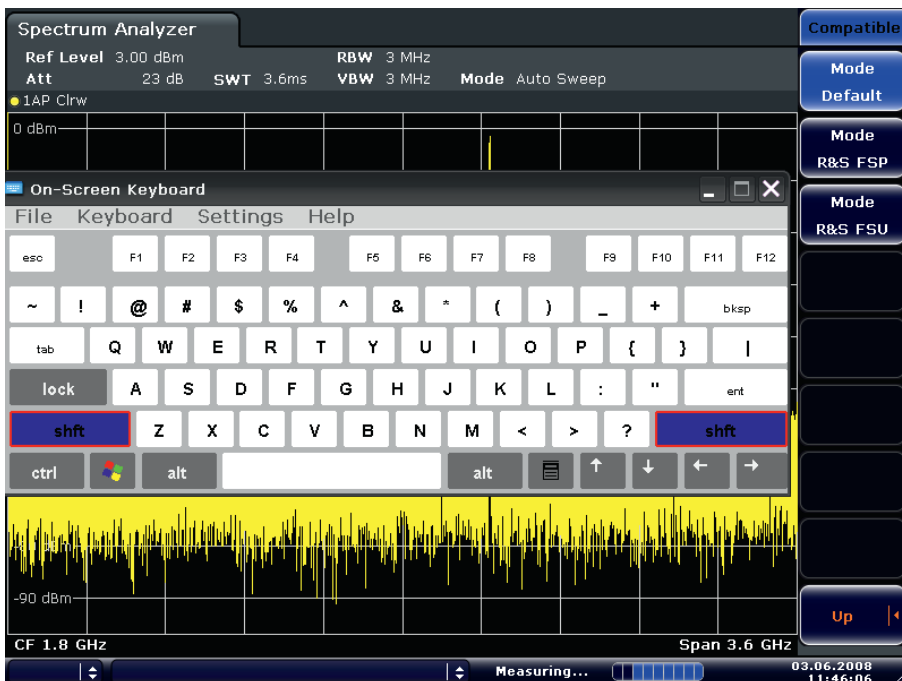 Spectrum Analyzer
Ref Level 3.00 dBm RBW 3 MHz
Att 23 dB SWT 3.6ms VBW 3 MHz Mode Auto Sweep
1AP Clrw
0 dBm
On-Screen Keyboard
File Keyboard Settings Help
esc F1 F2 F3 F4 F5 F6 F7 F8 F9 F10 F11 F12
~ ! @ # $ % ^ & * ( ) _ + bksp
tab Q W E R T Y U I O P { } |
lock A S D F G H J K L : " ent
shft Z X C V B N M < > ? shft
ctrl alt alt ↑ ↓ ← →
-90 dBm
CF 1.8 GHz Span 3.6 GHz
Measuring... 03.06.2008
11:46:06
Compatible
Mode
Default
Mode
R&S FSP
Mode
R&S FSU
Up